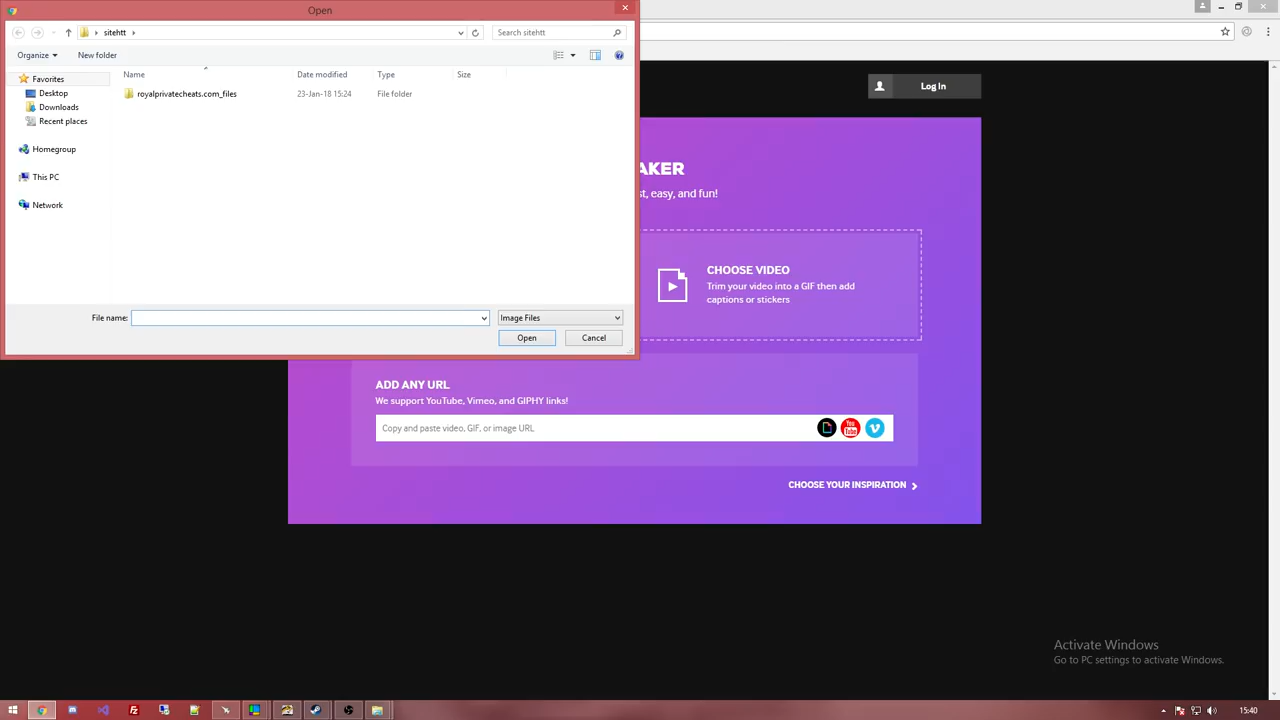 Open
sitehtt
Search sitehtt
Organize
New folder
Name
Date modified
Type
Size
Favorites
Desktop
Downloads
Recent places
Homegroup
This PC
Network
royalprivatecheats.com_files
23-Jan-18 15:24
File folder
File name:
Image Files
Open
Cancel
Log In
AKER
st, easy, and fun!
CHOOSE VIDEO
Trim your video into a GIF then add
captions or stickers
ADD ANY URL
We support YouTube, Vimeo, and GIPHY links!
Copy and paste video, GIF, or image URL
You
Tube
CHOOSE YOUR INSPIRATION
Activate Windows
Go to PC settings to activate Windows.
15:40